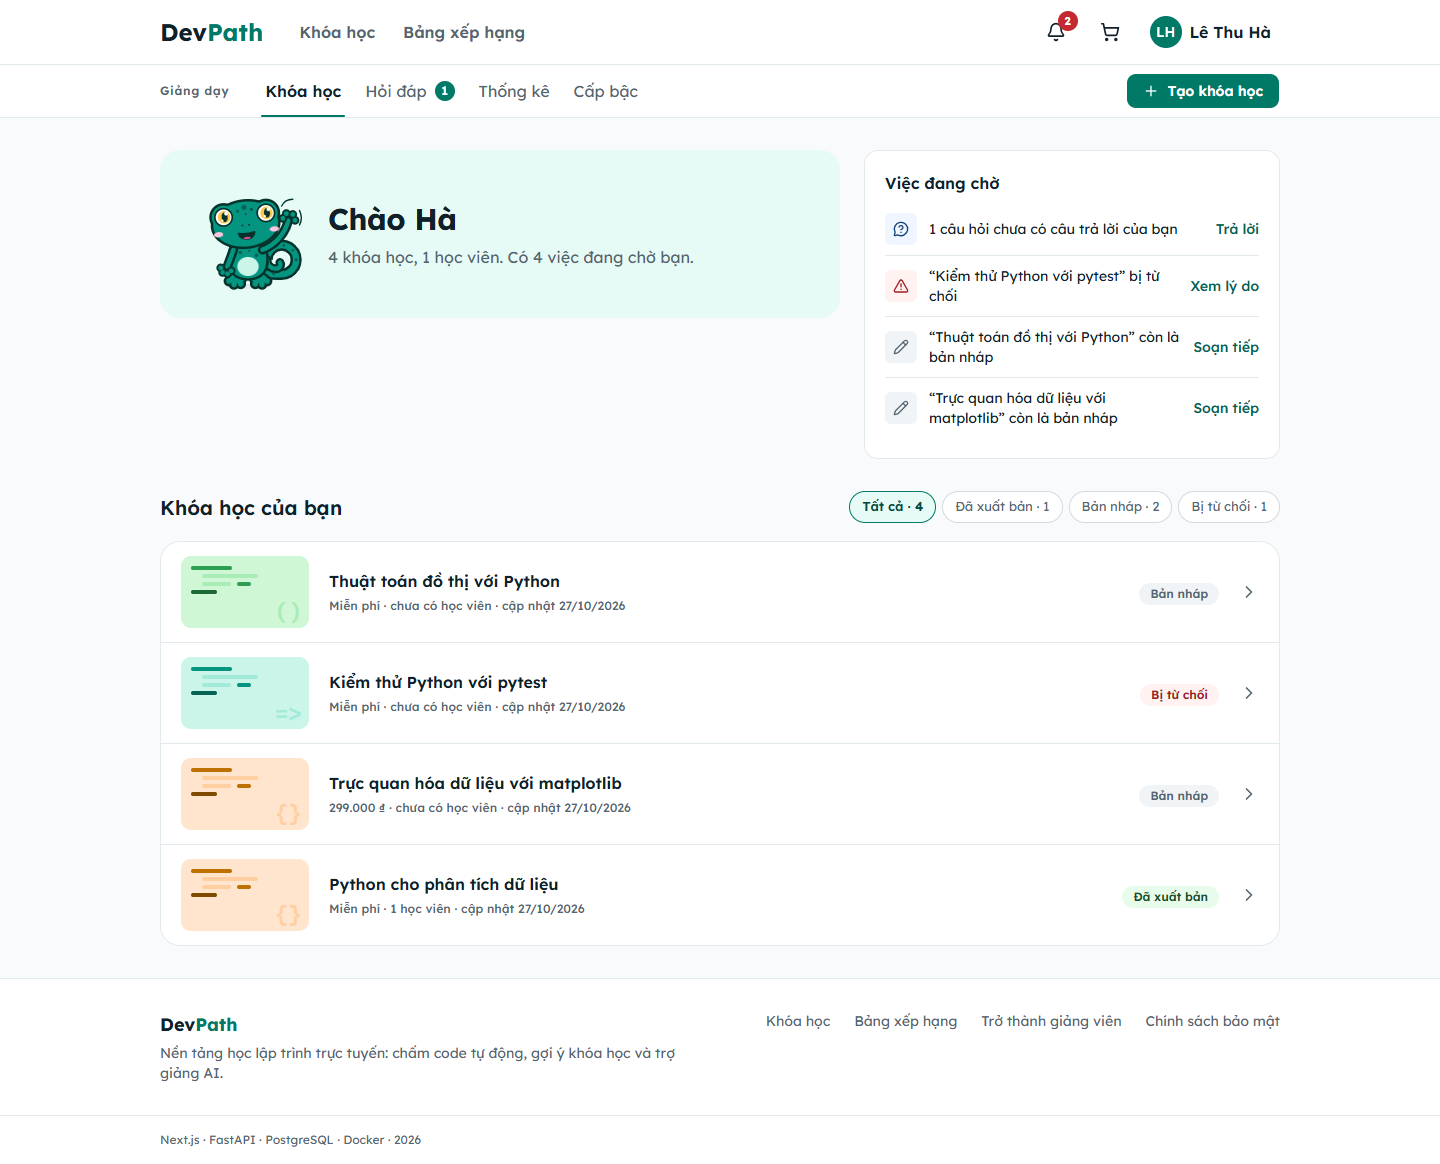 DevPath Khóa học Bảng xếp hạng 2 LH Lê Thu Hà
Giảng dạy Khóa học Hỏi đáp 1 Thống kê Cấp bậc + Tạo khóa học
Chào Hà
4 khóa học, 1 học viên. Có 4 việc đang chờ bạn.
Việc đang chờ
1 câu hỏi chưa có câu trả lời của bạn Trả lời
“Kiểm thử Python với pytest” bị từ
chối
Xem lý do
“Thuật toán đồ thị với Python” còn là
bản nháp
Soạn tiếp
“Trực quan hóa dữ liệu với
matplotlib” còn là bản nháp
Soạn tiếp
Khóa học của bạn
Tất cả · 4 Đã xuất bản · 1 Bản nháp · 2 Bị từ chối · 1
( )
Thuật toán đồ thị với Python
Miễn phí · chưa có học viên · cập nhật 27/10/2026
Bản nháp
=>
Kiểm thử Python với pytest
Miễn phí · chưa có học viên · cập nhật 27/10/2026
Bị từ chối
{}
Trực quan hóa dữ liệu với matplotlib
299.000 ₫ · chưa có học viên · cập nhật 27/10/2026
Bản nháp
{}
Python cho phân tích dữ liệu
Miễn phí · 1 học viên · cập nhật 27/10/2026
Đã xuất bản
DevPath
Nền tảng học lập trình trực tuyến: chấm code tự động, gợi ý khóa học và trợ
giảng AI.
Khóa học Bảng xếp hạng Trở thành giảng viên Chính sách bảo mật
Next.js · FastAPI · PostgreSQL · Docker · 2026